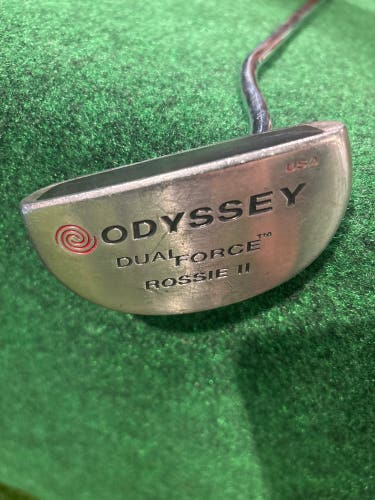 USA
ODYSSEY
DUAL FORCE™
ROSSIE II